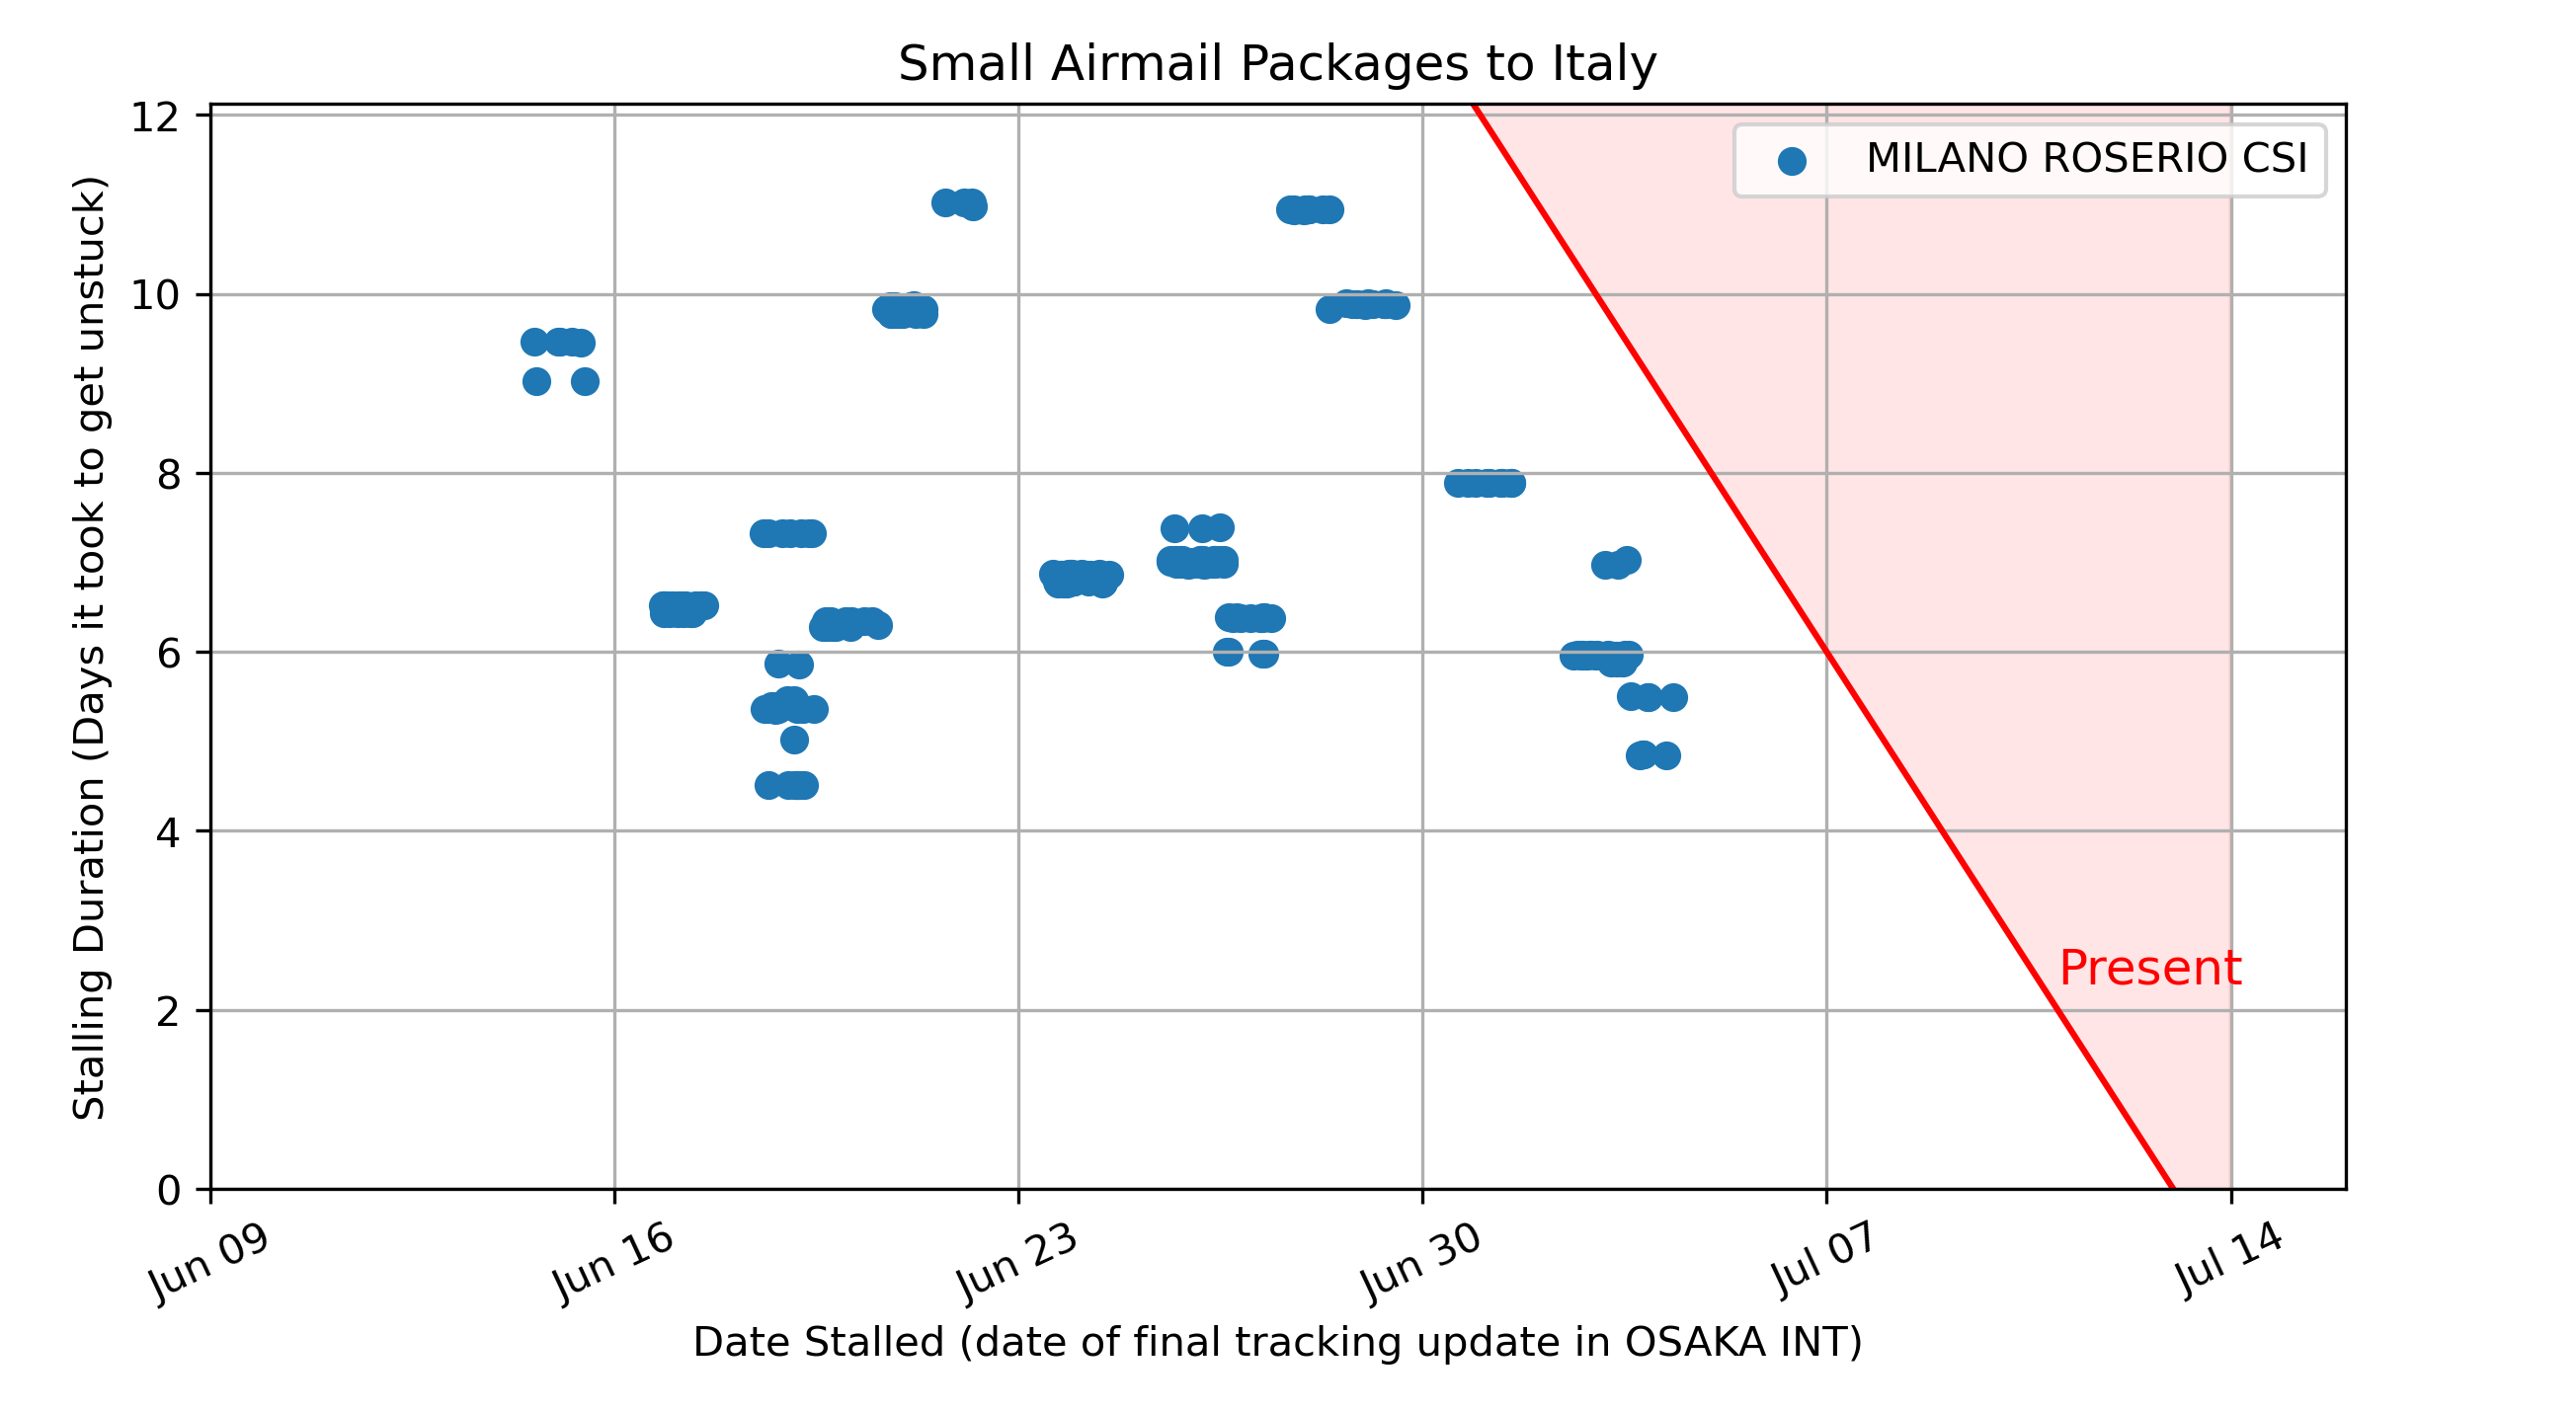 Small Airmail Packages to Italy
MILANO ROSERIO CSI
Stalling Duration (Days it took to get unstuck)
12
10
8
6
4
2
0
Present
Jun 09
Jun 16
Jun 23
Jun 30
Jul 07
Jul 14
Date Stalled (date of final tracking update in OSAKA INT)